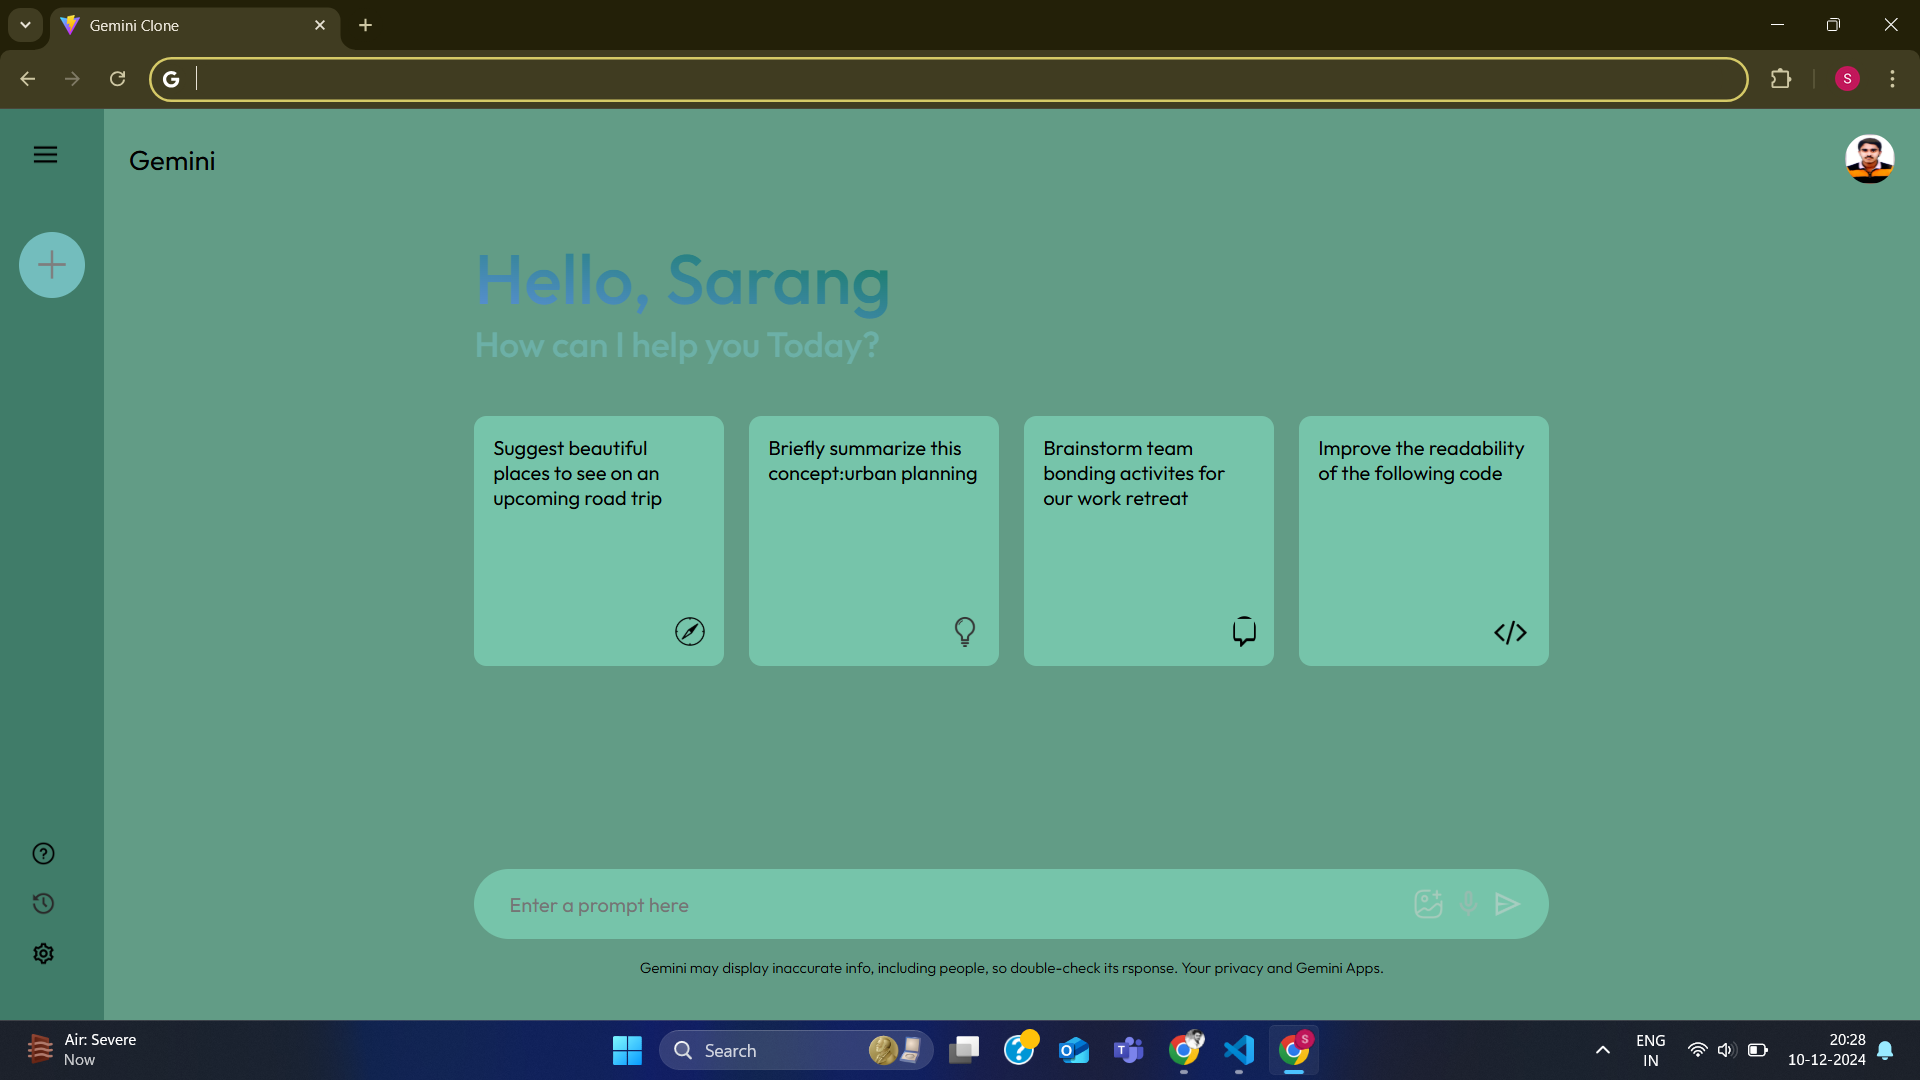 Gemini Clone
S
Gemini
Hello, Sarang
How can I help you Today?
Suggest beautiful
places to see on an
upcoming road trip
Briefly summarize this
concept:urban planning
Brainstorm team
bonding activites for
our work retreat
Improve the readability
of the following code
Enter a prompt here
Gemini may display inaccurate info, including people, so double-check its rsponse. Your privacy and Gemini Apps.
Air: Severe
Now
Search
S
ENG
IN
20:28
10-12-2024